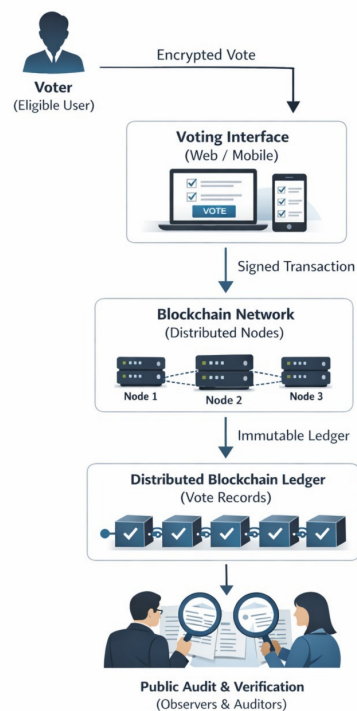 Encrypted Vote
Voter
(Eligible User)
Voting Interface
(Web / Mobile)
VOTE
Signed Transaction
Blockchain Network
(Distributed Nodes)
Node 1
Node 2
Node 3
Immutable Ledger
Distributed Blockchain Ledger
(Vote Records)
Public Audit & Verification
(Observers & Auditors)